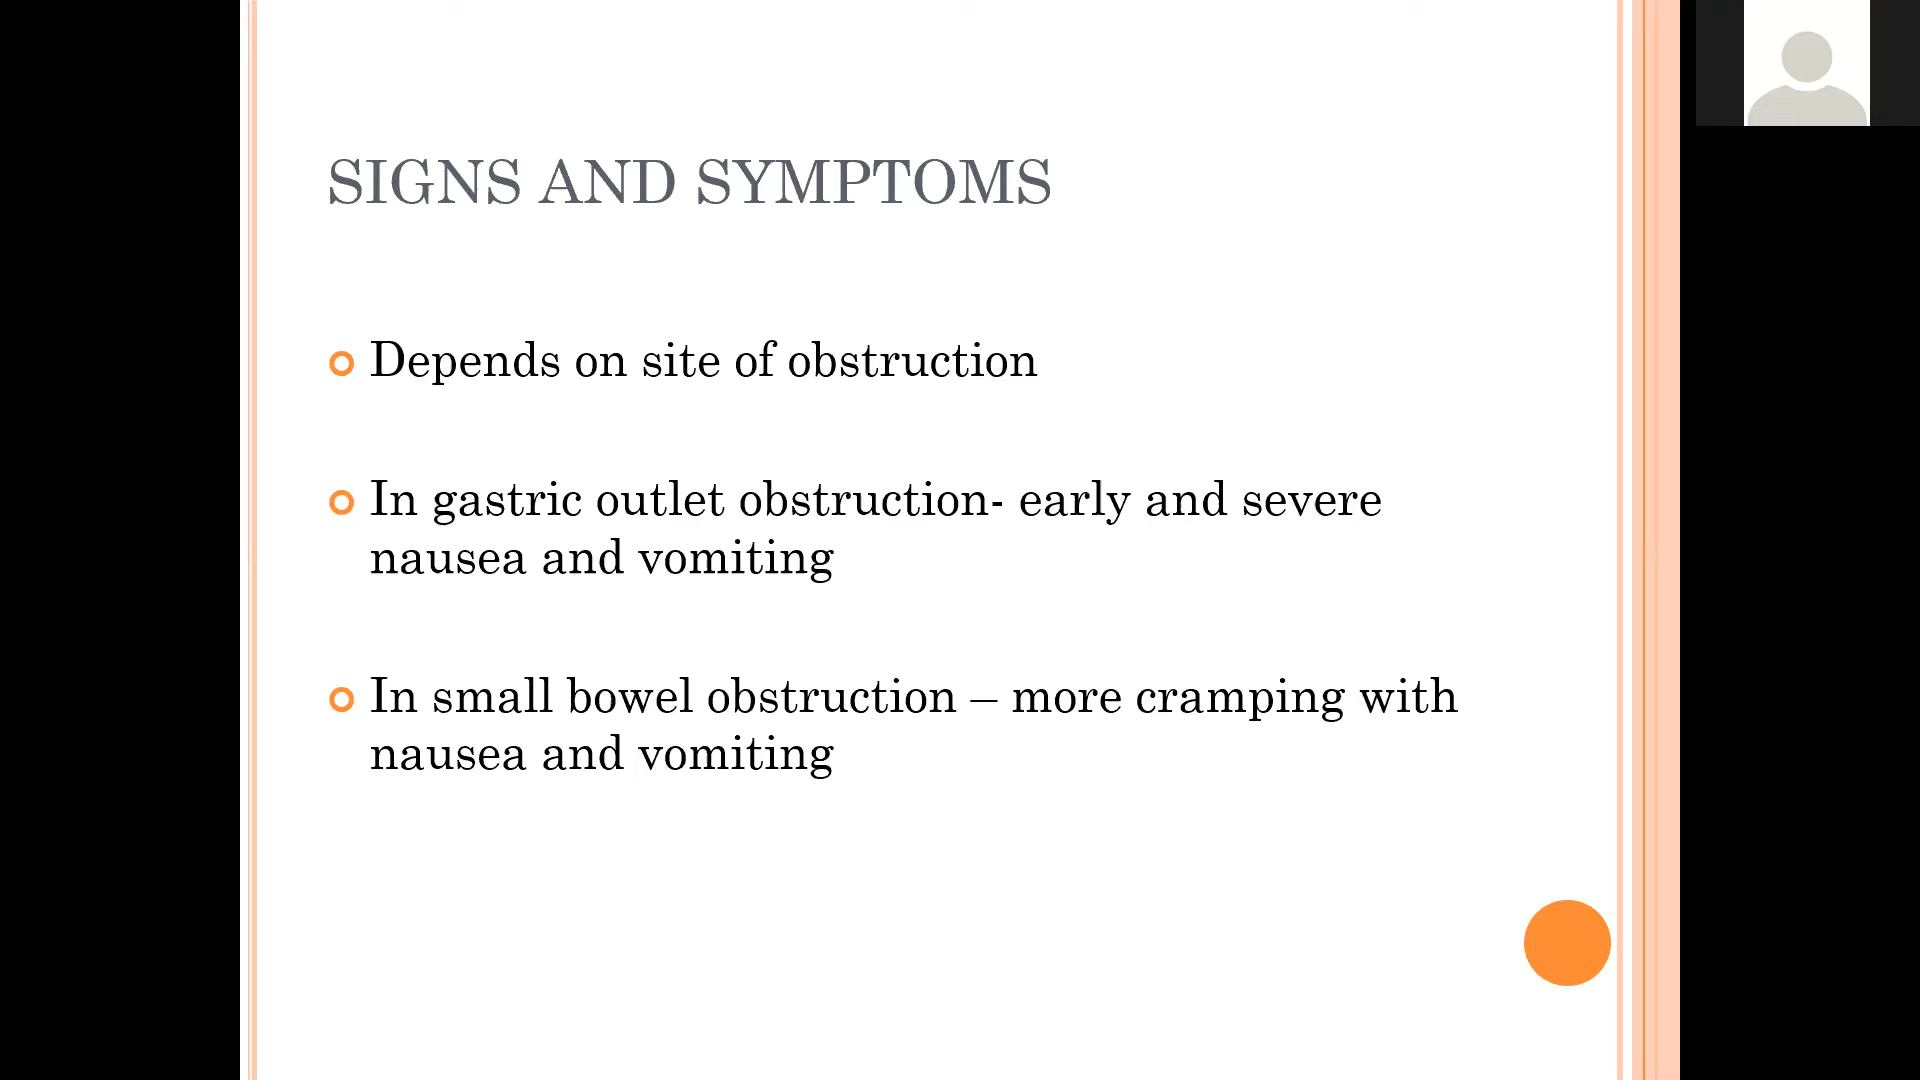 SIGNS AND SYMPTOMS
Depends on site of obstruction
In gastric outlet obstruction- early and severe
nausea and vomiting
In small bowel obstruction – more cramping with
nausea and vomiting